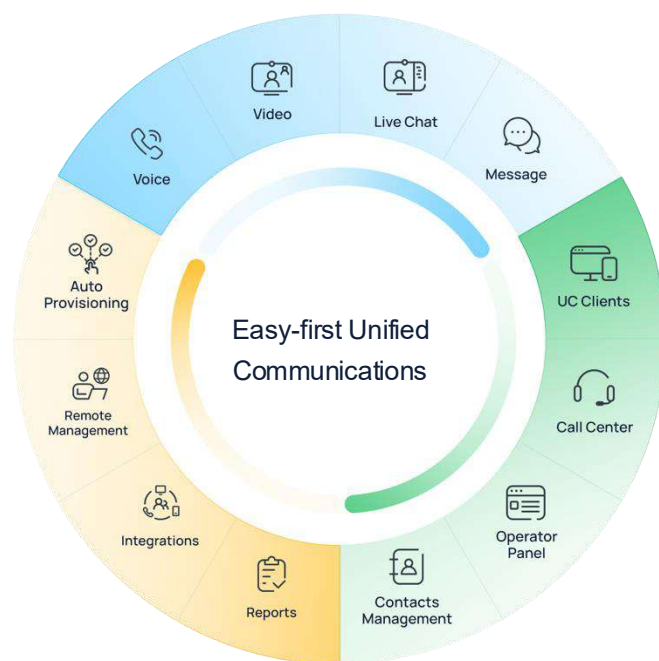 Video
Live Chat
Voice
Message
Auto
Provisioning
UC Clients
Easy-first Unified
Communications
Remote
Management
Call Center
Integrations
Operator
Panel
Reports
Contacts
Management